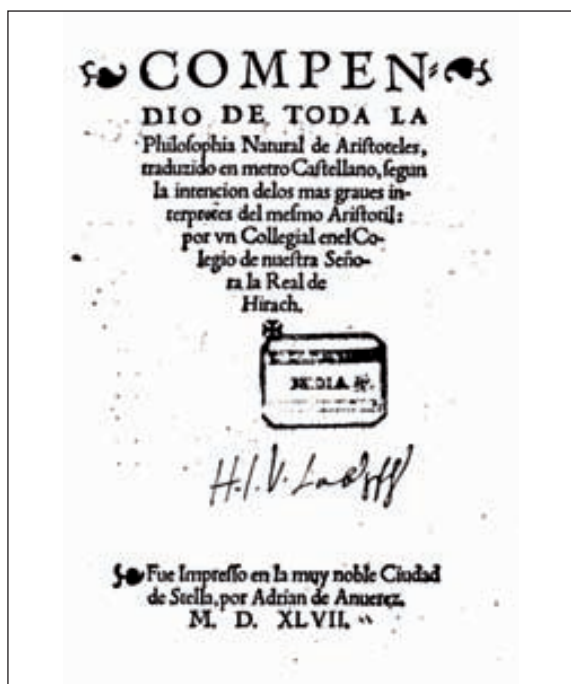 COMPEN-
DIO DE TODA LA
Philoſophia Natural de Ariſtoteles,
traduzido en metro Caſtellano, ſegun
la intencion delos mas graues in-
terpretes del meſmo Ariſtotil:
por vn Collegial enel Co-
legio de nueſtra Seño-
ra la Real de
Hirach.
H. I. V.
Fue Impreſſo en la muy noble Ciudad
de Stella, por Adrian de Anuerez.
M. D. XLVII.